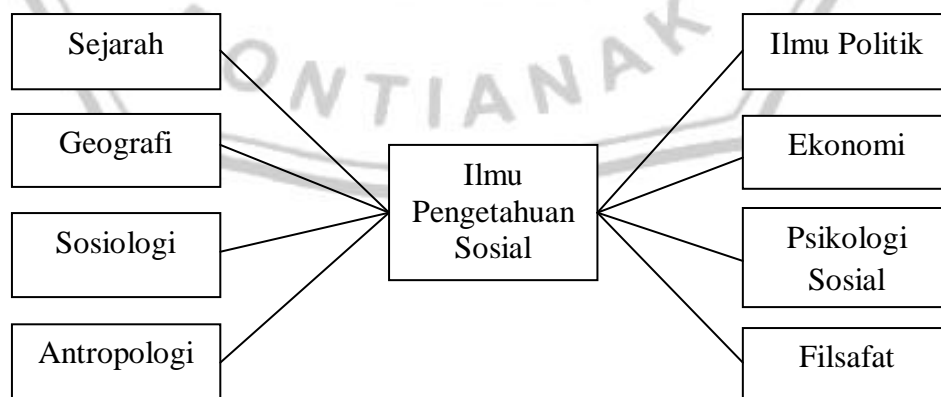 Sejarah
Geografi
Sosiologi
Antropologi
Ilmu
Pengetahuan
Sosial
Ilmu Politik
Ekonomi
Psikologi
Sosial
Filsafat
ONTIANAK